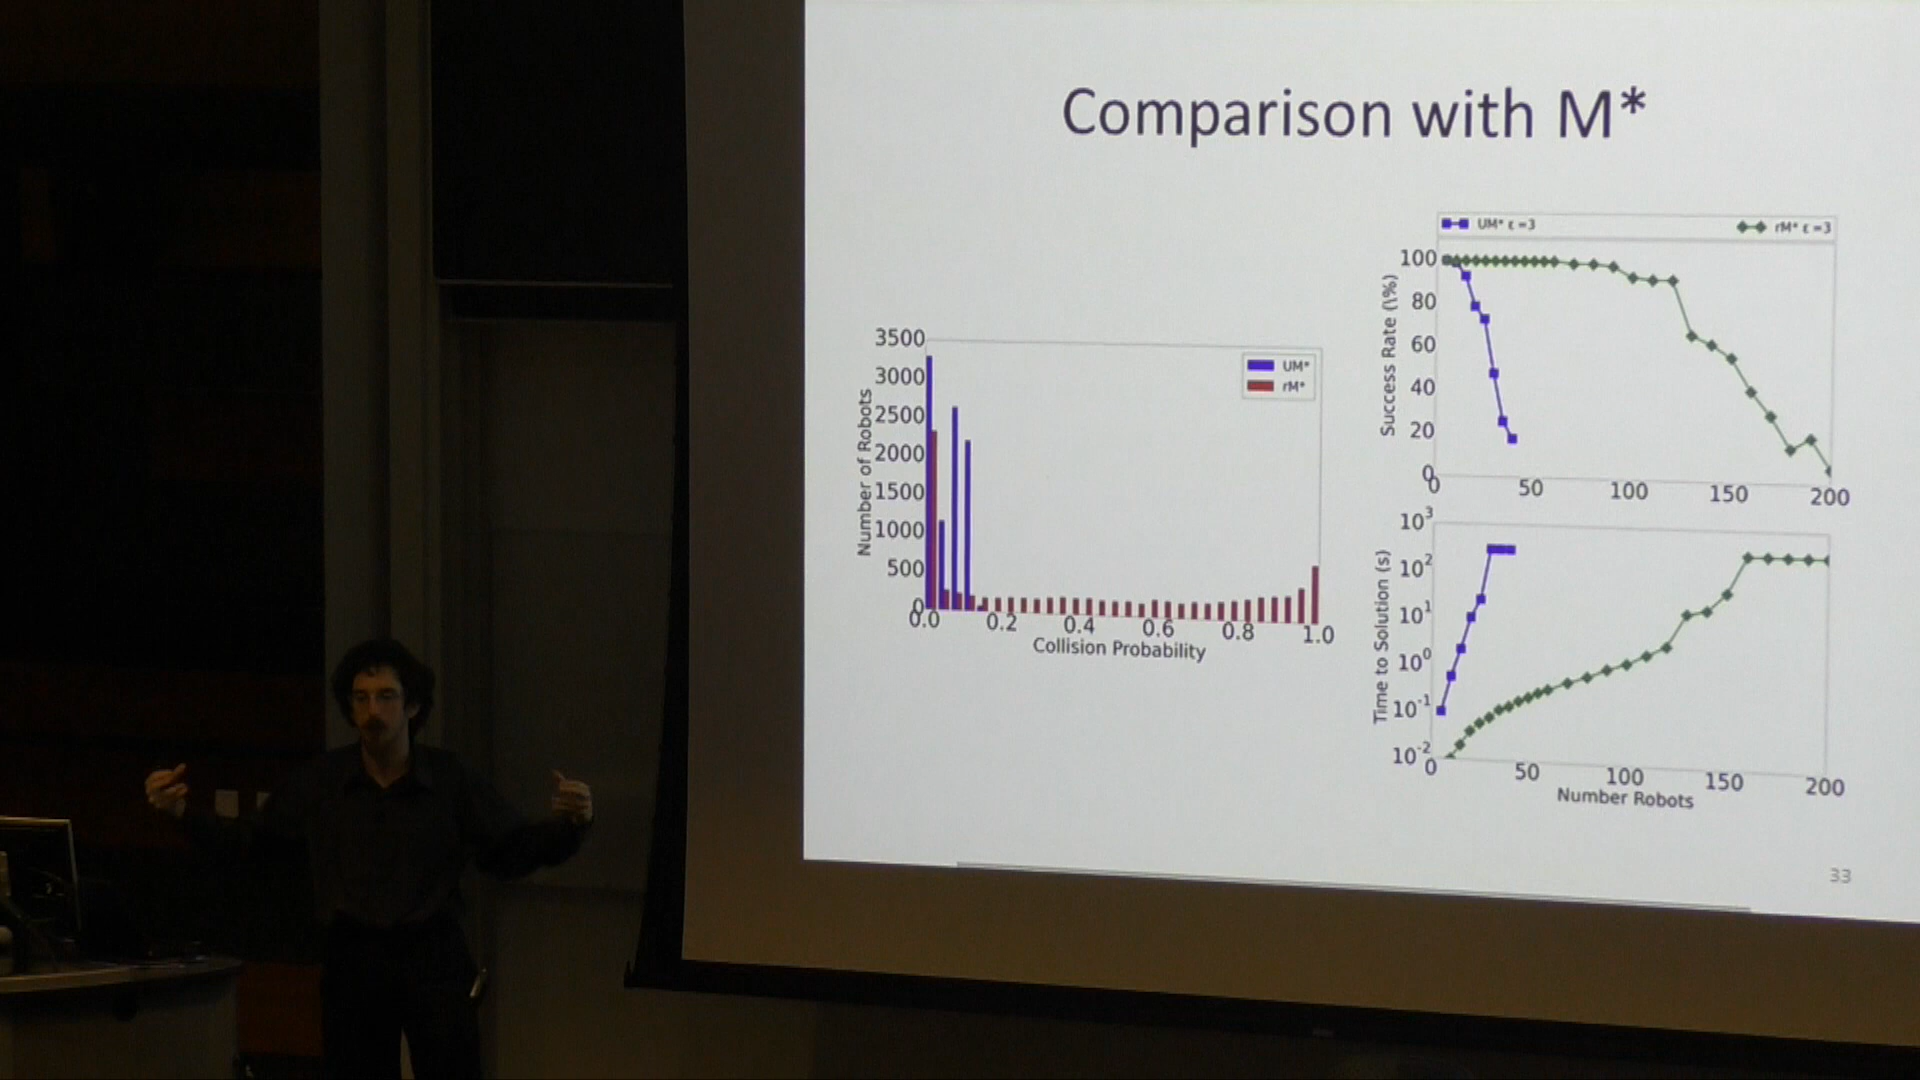 Comparison with M*
3500
3000
2500
2000
1500
1000
500
0
Number of Robots
UM*
rM*
0.0 0.2 0.4 0.6 0.8 1.0
Collision Probability
UM* ε =3 rM* ε =3
100
80
60
40
20
0
Success Rate (\%)
0 50 100 150 200
10³
10²
10¹
10⁰
10⁻¹
10⁻²
Time to Solution (s)
0 50 100 150 200
Number Robots
33